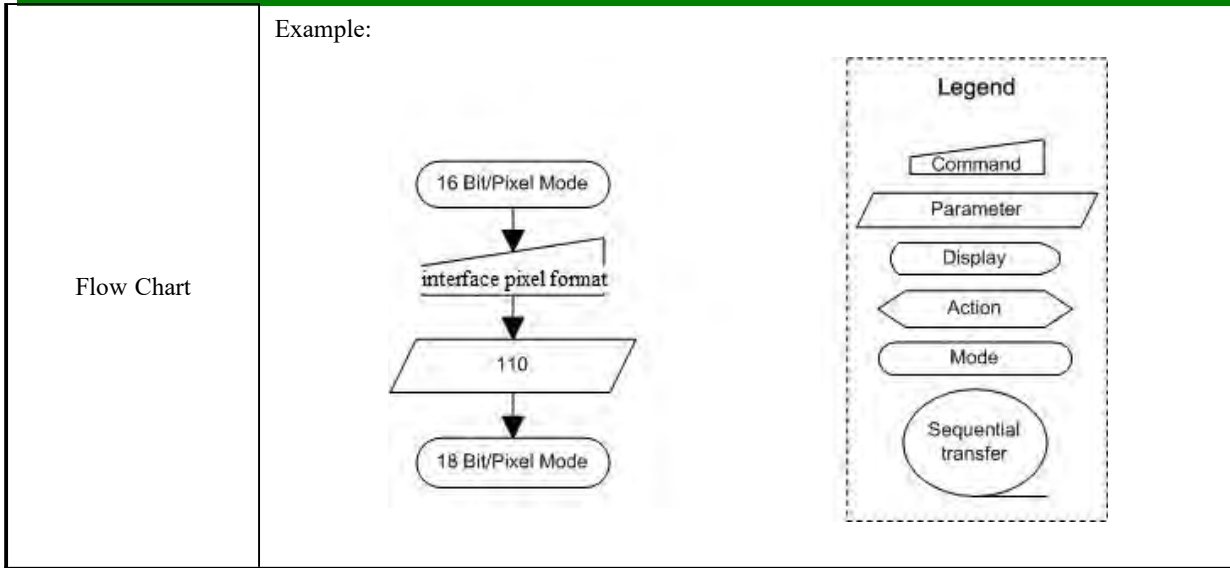 Flow Chart
Example:
16 Bit/Pixel Mode
interface pixel format
110
18 Bit/Pixel Mode
Legend
Command
Parameter
Display
Action
Mode
Sequential
transfer